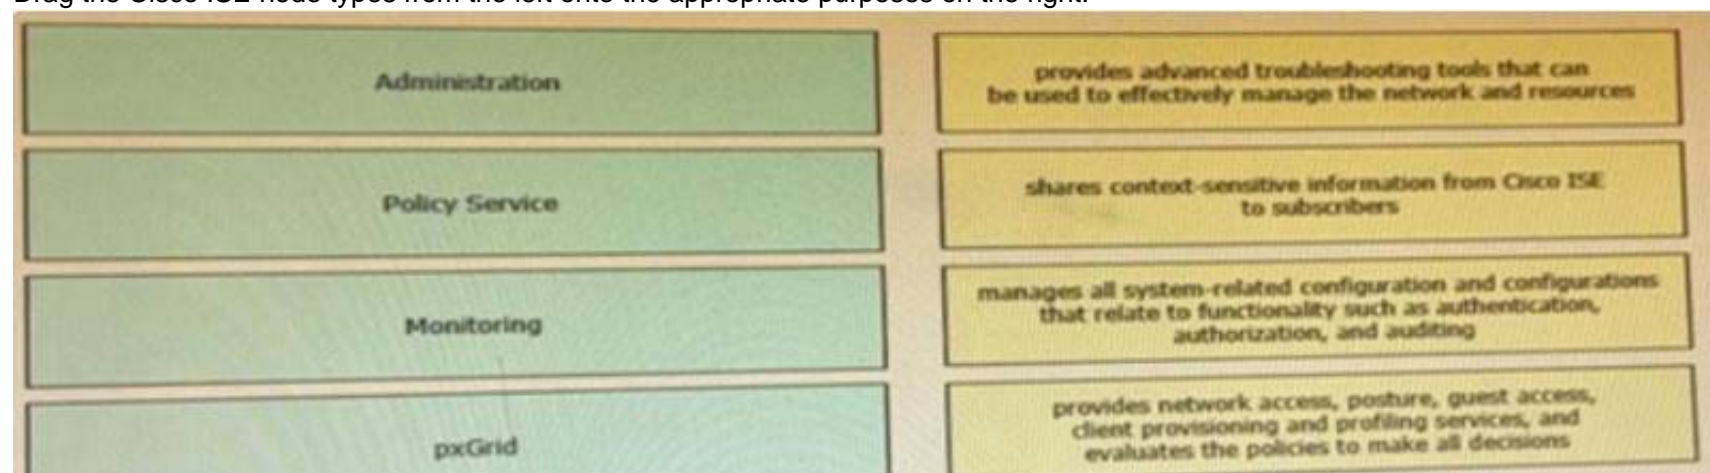 Drag the Cisco ISE node types from the left onto the appropriate purposes on the right.
Administration
provides advanced troubleshooting tools that can
be used to effectively manage the network and resources
Policy Service
shares context-sensitive information from Cisco ISE
to subscribers
Monitoring
manages all system-related configuration and configurations
that relate to functionality such as authentication,
authorization, and auditing
pxGrid
provides network access, posture, guest access,
client provisioning and profiling services, and
evaluates the policies to make all decisions